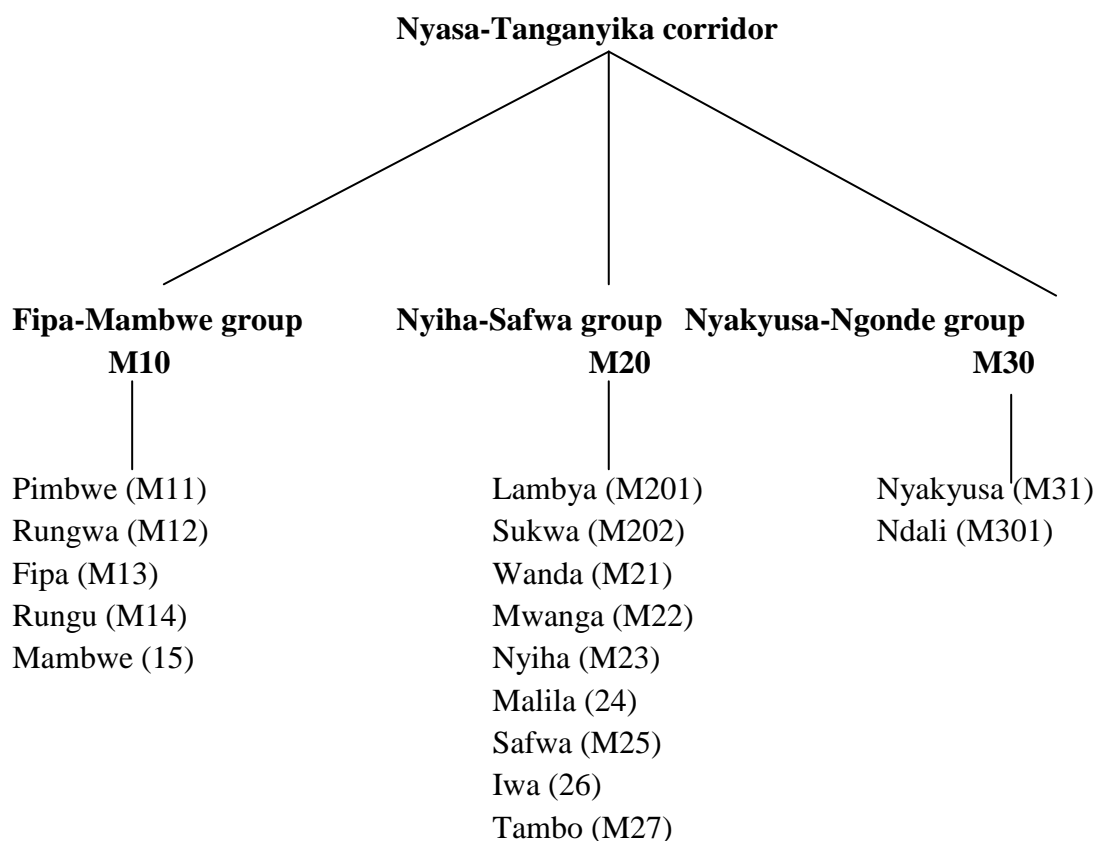 Nyasa-Tanganyika corridor
Fipa-Mambwe group
M10
Pimbwe (M11)
Rungwa (M12)
Fipa (M13)
Rungu (M14)
Mambwe (15)
Nyiha-Safwa group
M20
Lambya (M201)
Sukwa (M202)
Wanda (M21)
Mwanga (M22)
Nyiha (M23)
Malila (24)
Safwa (M25)
Iwa (26)
Tambo (M27)
Nyakyusa-Ngonde group
M30
Nyakyusa (M31)
Ndali (M301)